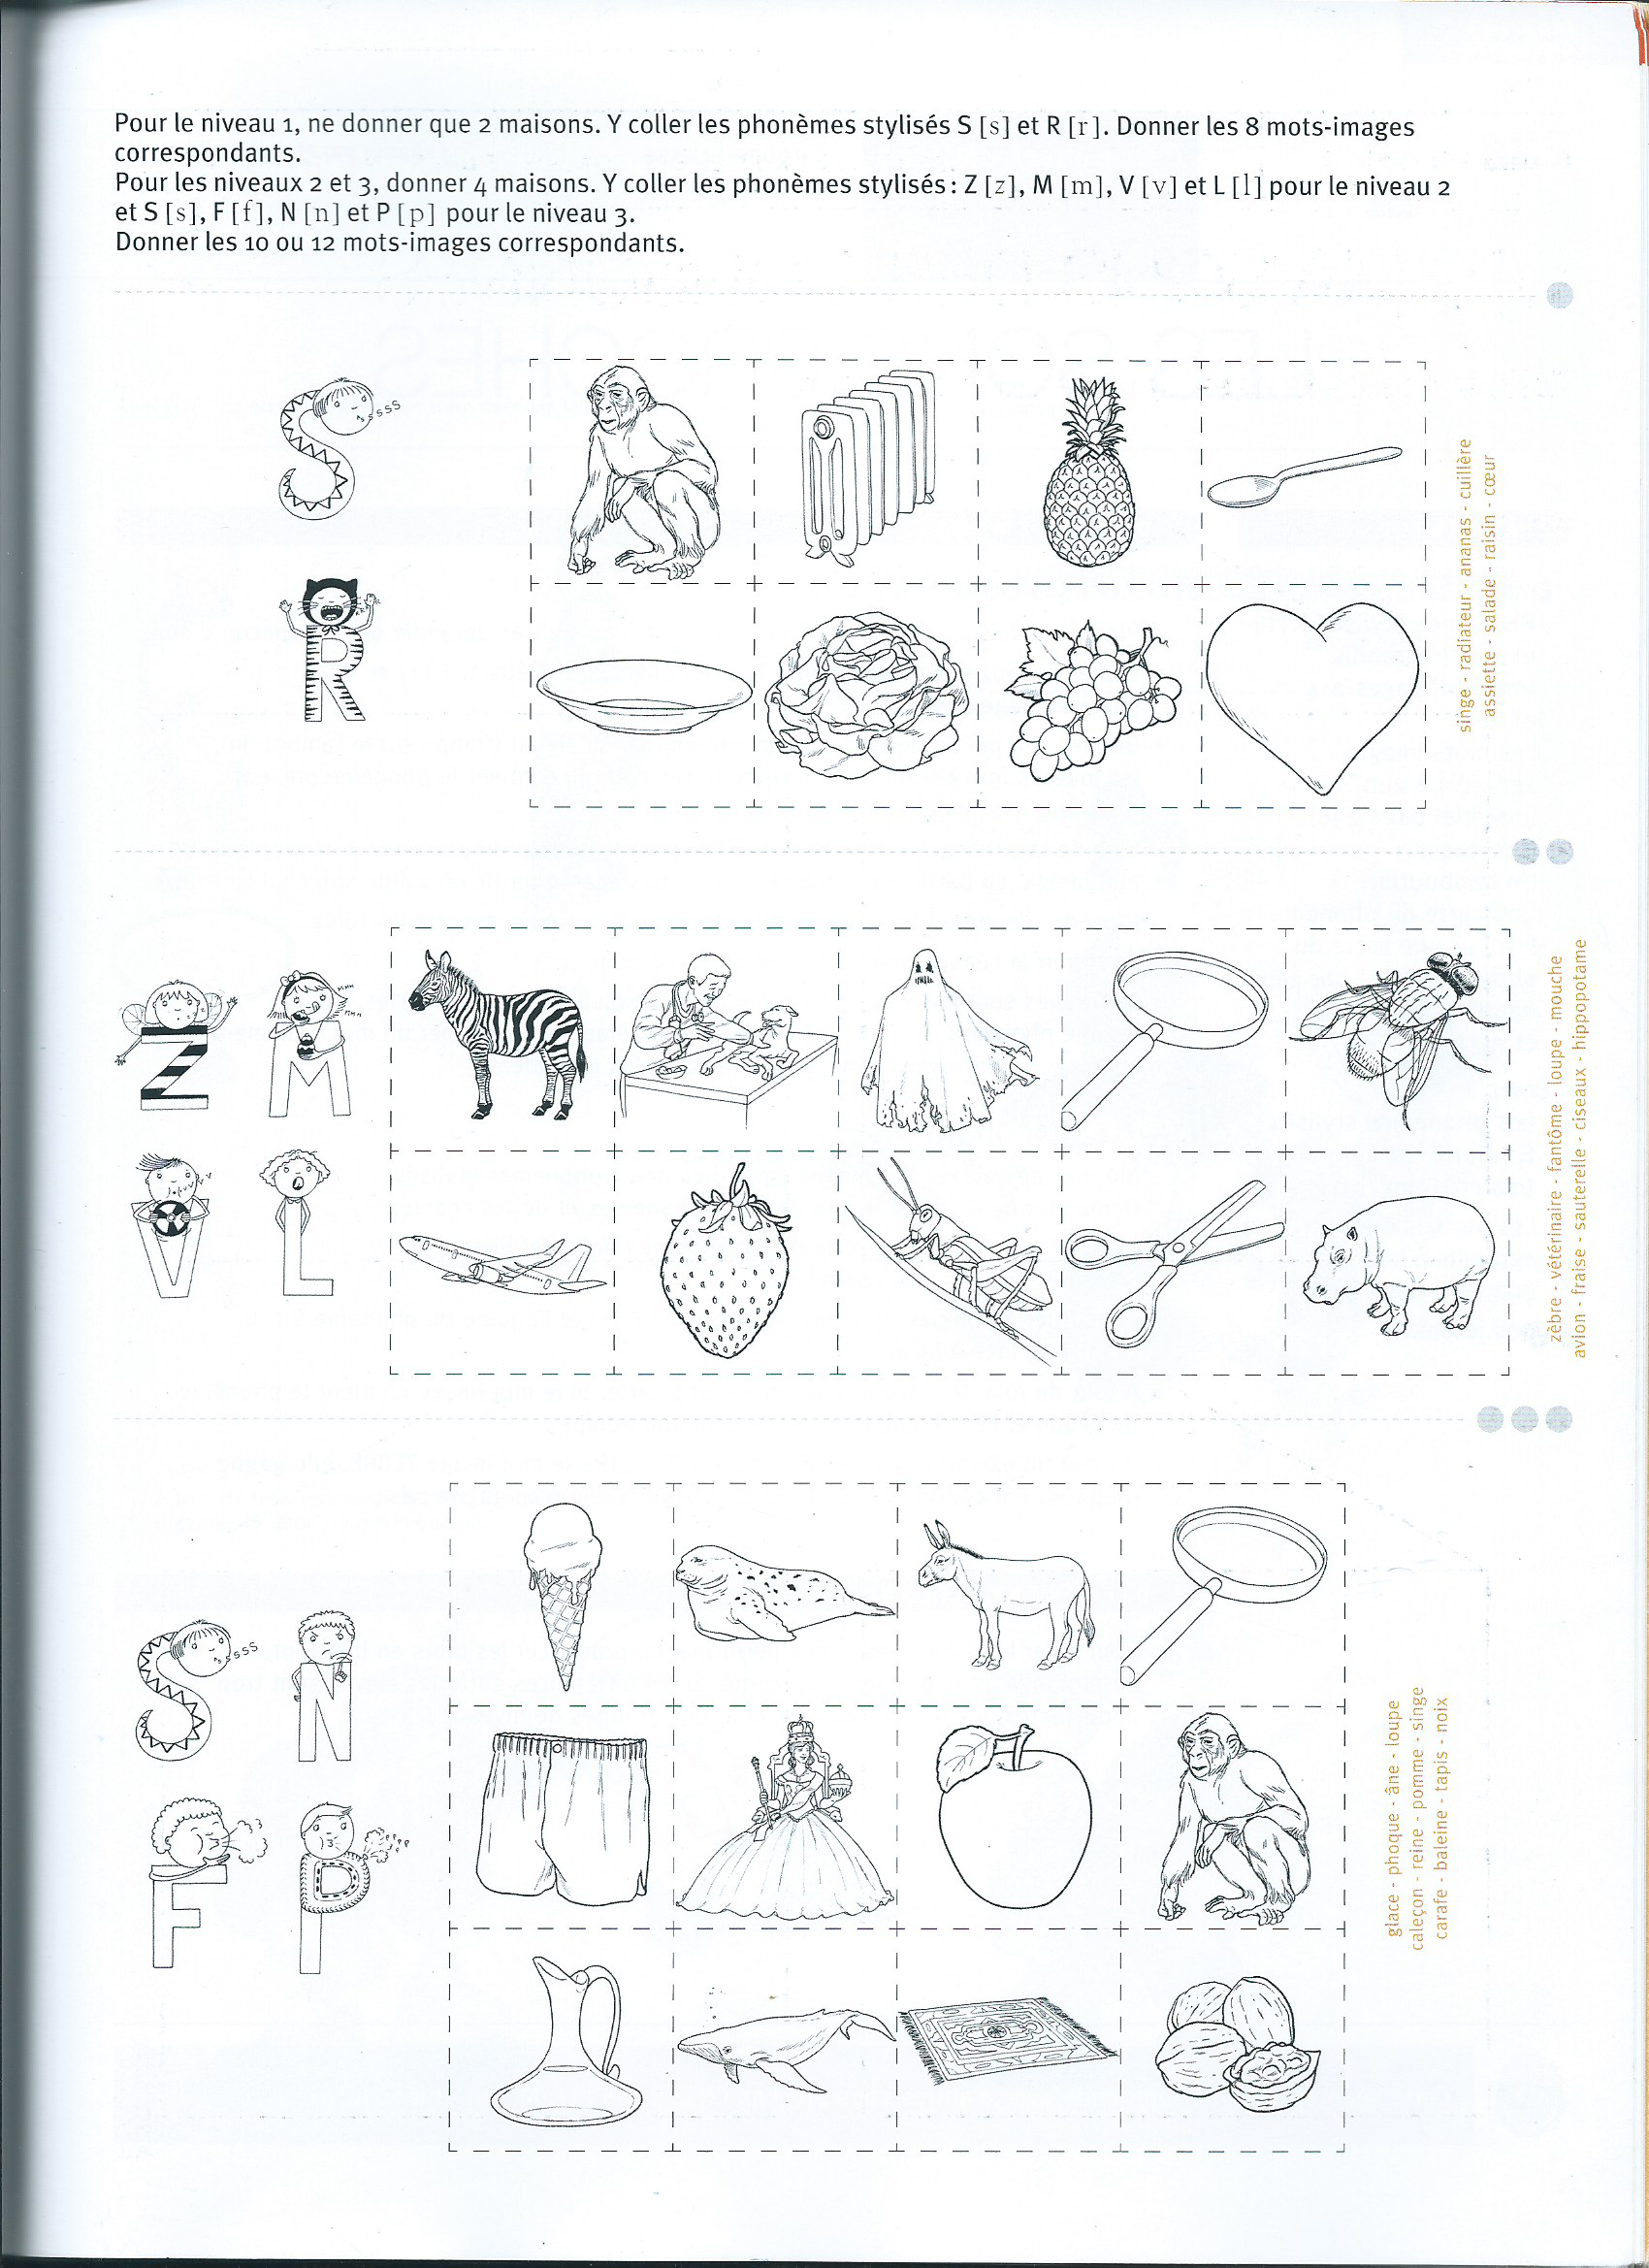 Pour le niveau 1, ne donner que 2 maisons. Y coller les phonèmes stylisés S [s] et R [r]. Donner les 8 mots-images
correspondants.
Pour les niveaux 2 et 3, donner 4 maisons. Y coller les phonèmes stylisés : Z [z], M [m], V [v] et L [l] pour le niveau 2
et S [s], F [f], N [n] et P [p] pour le niveau 3.
Donner les 10 ou 12 mots-images correspondants.
S
ssss
R
singe - radiateur - ananas - cuillère
assiette - salade - raisin - cœur
Z
M
V
L
zèbre - vétérinaire - fantôme - loupe - mouche
avion - fraise - sauterelle - ciseaux - hippopotame
S
sss
N
F
P
glace - phoque - âne - loupe
caleçon - reine - pomme - singe
carafe - baleine - tapis - noix